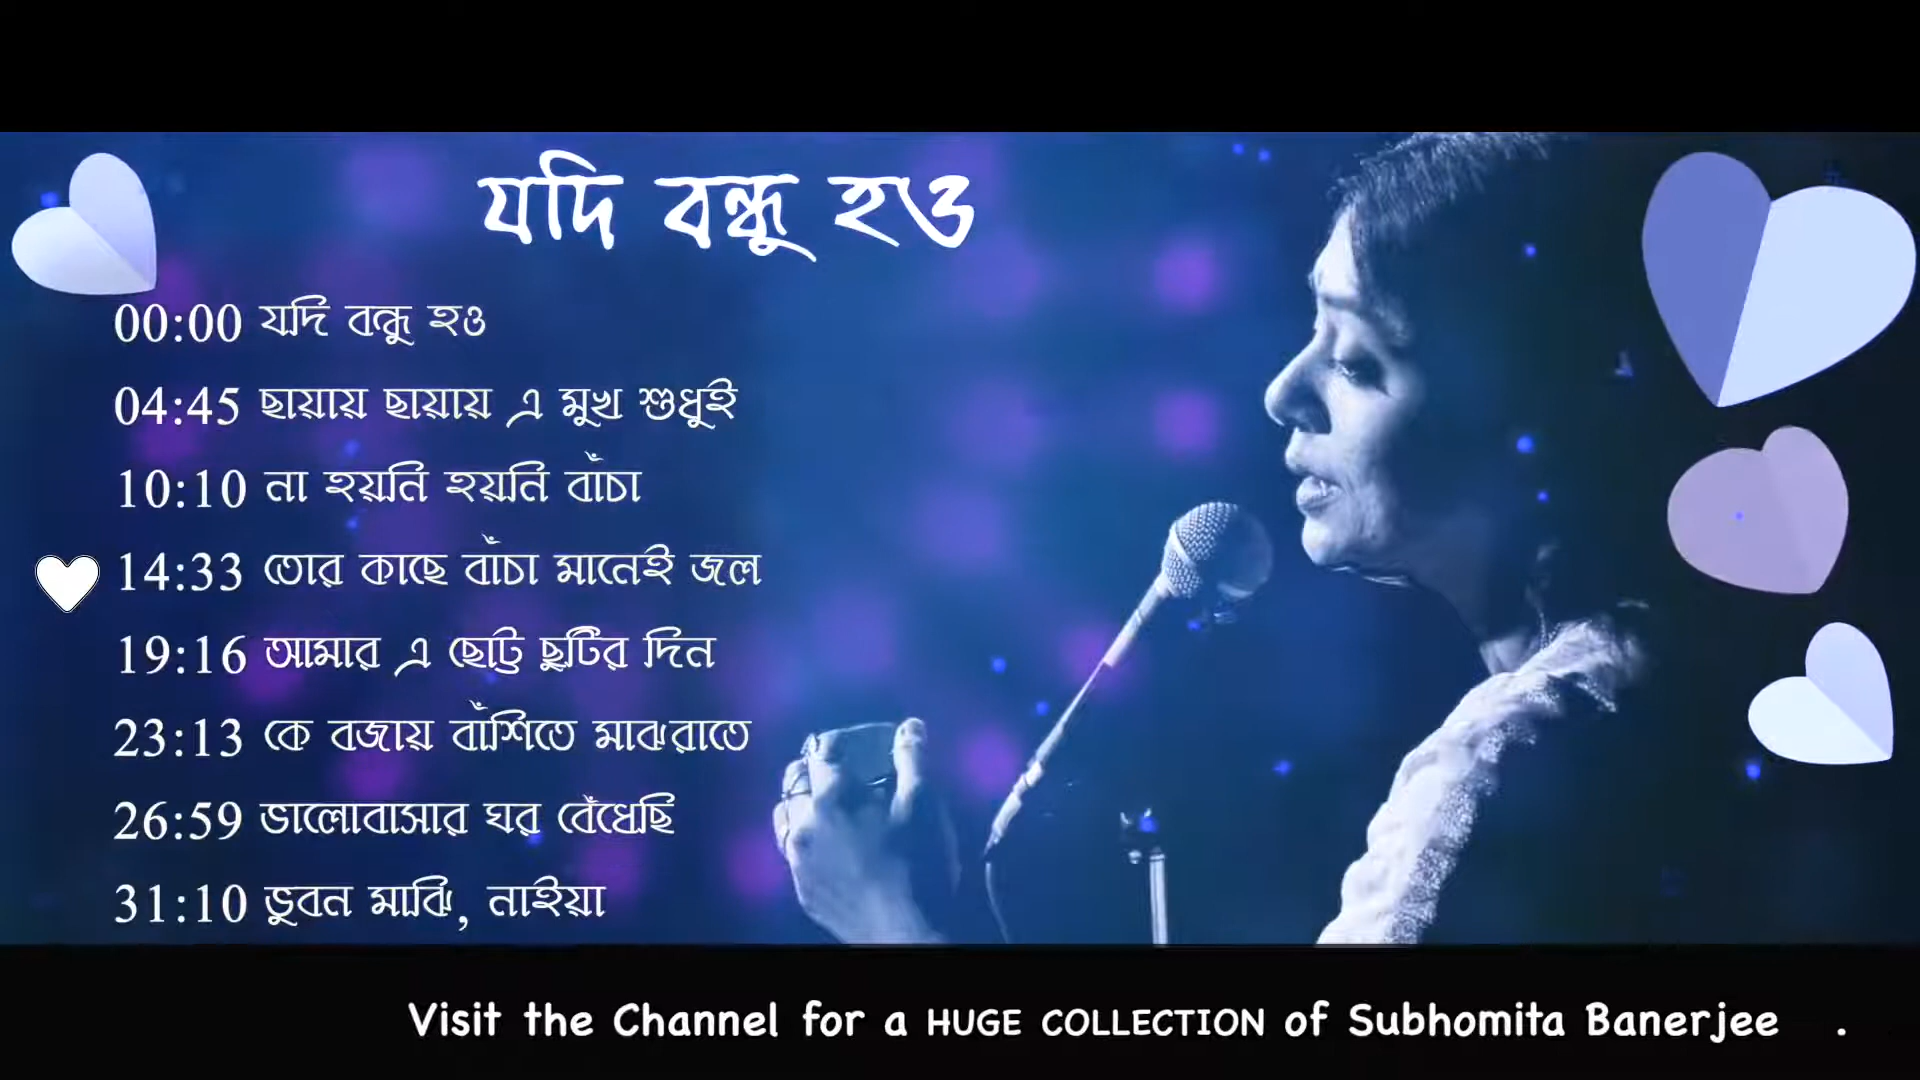 যদি বন্ধু হও
00:00 যদি বন্ধু হও
04:45 ছায়ায় ছায়ায় এ মুখ শুধুই
10:10 না হয়নি হয়নি বাঁচা
14:33 তোর কাছে বাঁচা মানেই জল
19:16 আমার এ ছোট্ট ছুটির দিন
23:13 কে বজায় বাঁশিতে মাঝরাতে
26:59 ভালোবাসার ঘর বেঁধেছি
31:10 ভুবন মাঝি, নাইয়া
Visit the Channel for a HUGE COLLECTION of Subhomita Banerjee .